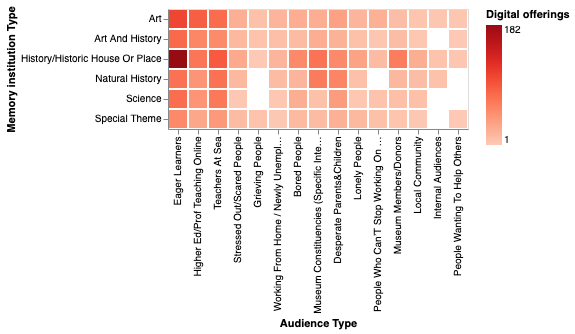 Memory institution Type
Art
Art And History
History/Historic House Or Place
Natural History
Science
Special Theme
Eager Learners
Higher Ed/Prof Teaching Online
Teachers At Sea
Stressed Out/Scared People
Grieving People
Working From Home / Newly Unempl…
Bored People
Museum Constituencies (Specific Inte…
Desperate Parents&Children
Lonely People
People Who Can'T Stop Working On …
Museum Members/Donors
Local Community
Internal Audiences
People Wanting To Help Others
Audience Type
Digital offerings
182
1